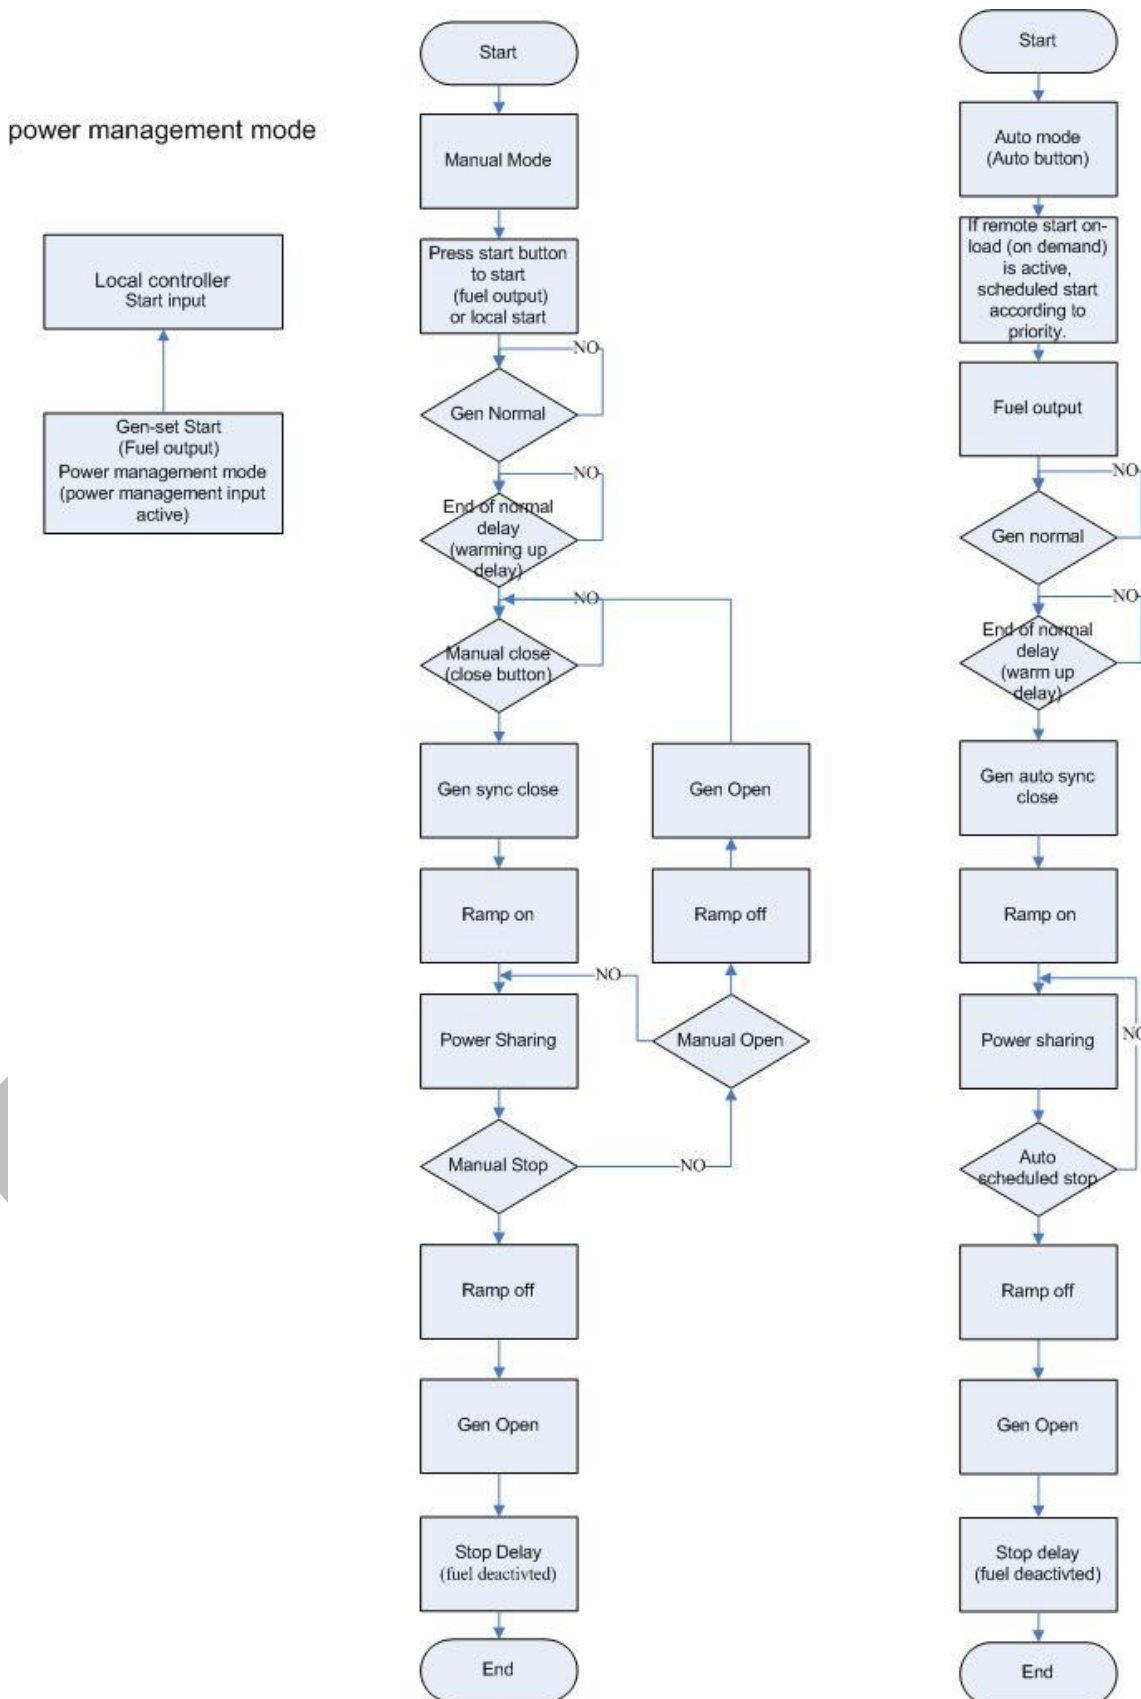 power management mode
Local controller
Start input
Gen-set Start
(Fuel output)
Power management mode
(power management input
active)
Start
Manual Mode
Press start button
to start
(fuel output)
or local start
NO
Gen Normal
NO
End of normal
delay
(warming up
delay)
NO
Manual close
(close button)
Gen sync close
Gen Open
Ramp on
Ramp off
NO
Power Sharing
Manual Open
Manual Stop
NO
Ramp off
Gen Open
Stop Delay
(fuel deactivted)
End
Start
Auto mode
(Auto button)
If remote start on-
load (on demand)
is active,
scheduled start
according to
priority.
Fuel output
NO
Gen normal
NO
End of normal
delay
(warm up
delay)
Gen auto sync
close
Ramp on
Power sharing
NO
Auto
scheduled stop
Ramp off
Gen Open
Stop delay
(fuel deactivted)
End